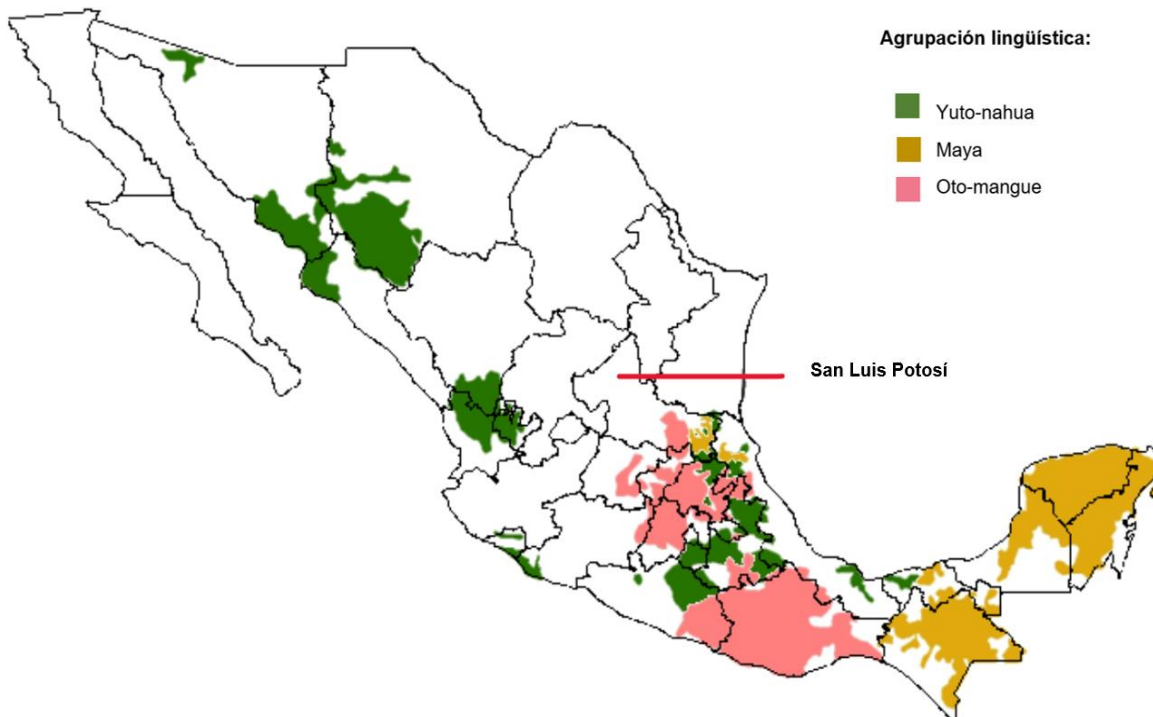 Agrupación lingüística:
Yuto-nahua
Maya
Oto-mangue
San Luis Potosí